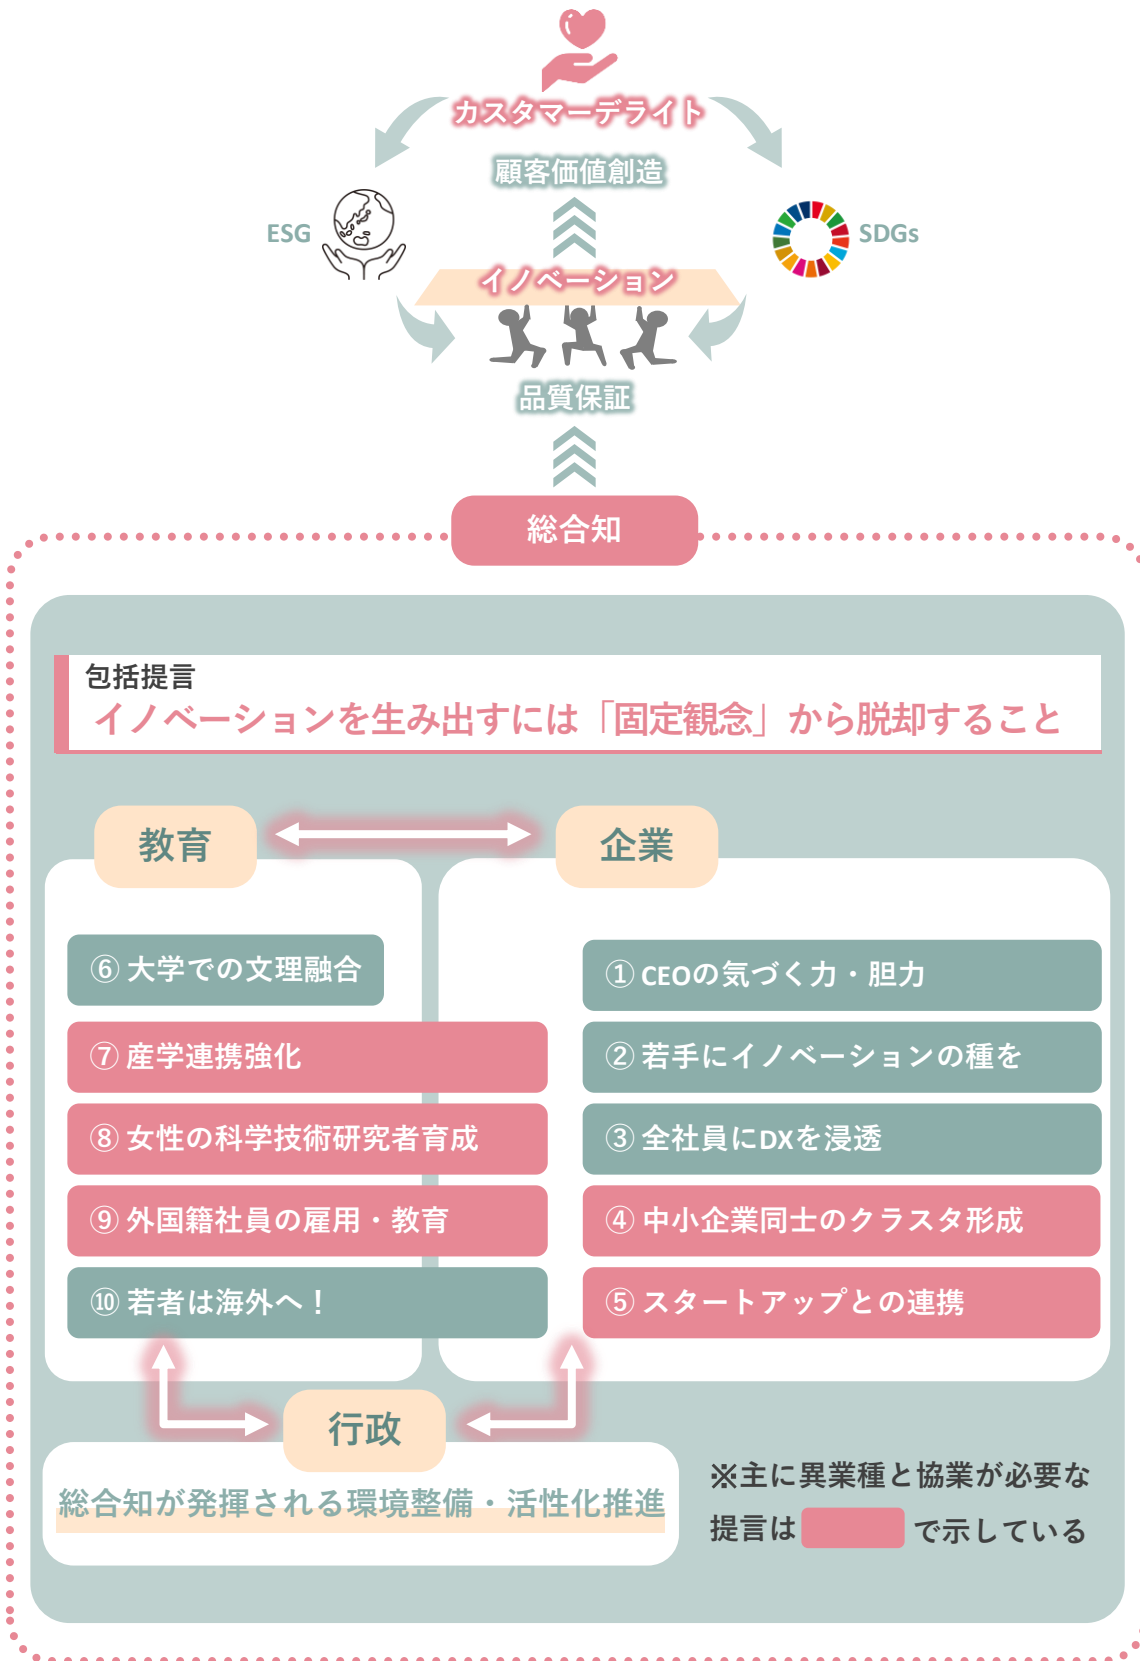 カスタマーデライト
顧客価値創造
ESG
SDGs
イノベーション
品質保証
総合知
包括提言
イノベーションを生み出すには「固定観念」から脱却すること
教育
企業
⑥ 大学での文理融合
⑦ 産学連携強化
⑧ 女性の科学技術研究者育成
⑨ 外国籍社員の雇用・教育
⑩ 若者は海外へ！
① CEOの気づく力・胆力
② 若手にイノベーションの種を
③ 全社員にDXを浸透
④ 中小企業同士のクラスタ形成
⑤ スタートアップとの連携
行政
総合知が発揮される環境整備・活性化推進
※主に異業種と協業が必要な
提言は で示している